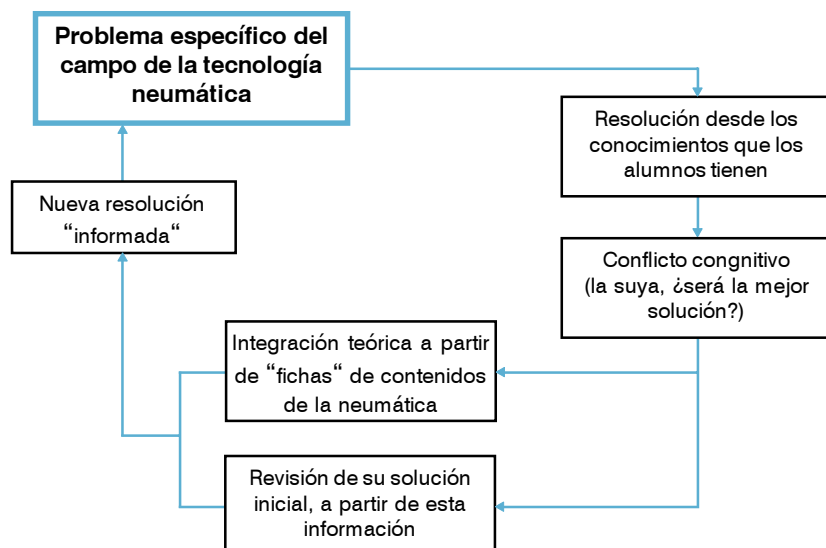 Problema específico del
campo de la tecnología
neumática
Resolución desde los
conocimientos que los
alumnos tienen
Nueva resolución
“informada“
Conflicto congnitivo
(la suya, ¿será la mejor
solución?)
Integración teórica a partir
de “fichas“ de contenidos
de la neumática
Revisión de su solución
inicial, a partir de esta
información